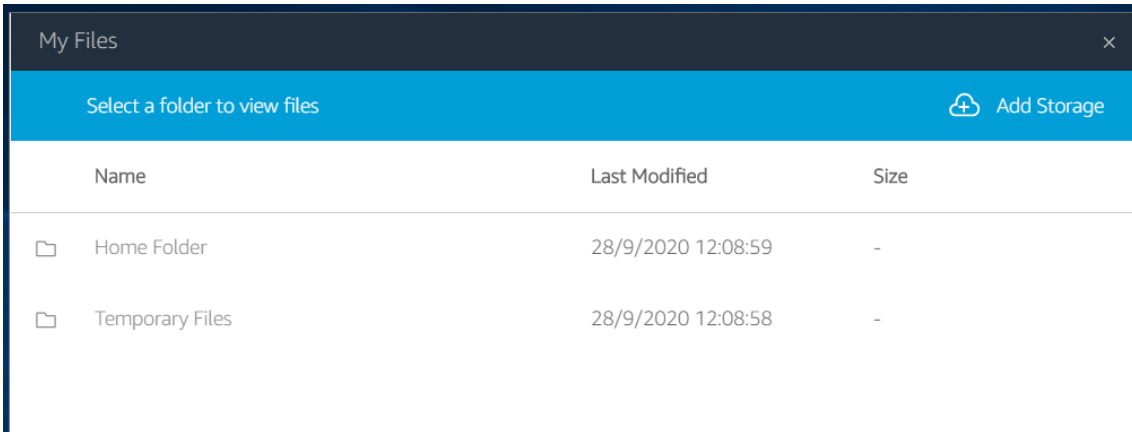 My Files
Select a folder to view files Add Storage
Name Last Modified Size
Home Folder 28/9/2020 12:08:59 -
Temporary Files 28/9/2020 12:08:58 -